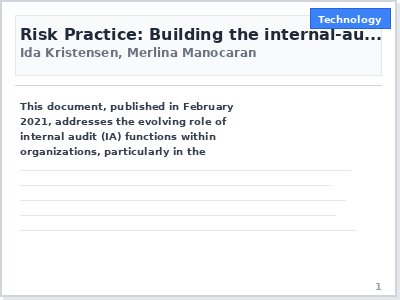 Technology
Risk Practice: Building the internal-au...
Ida Kristensen, Merlina Manocaran
This document, published in February
2021, addresses the evolving role of
internal audit (IA) functions within
organizations, particularly in the
1